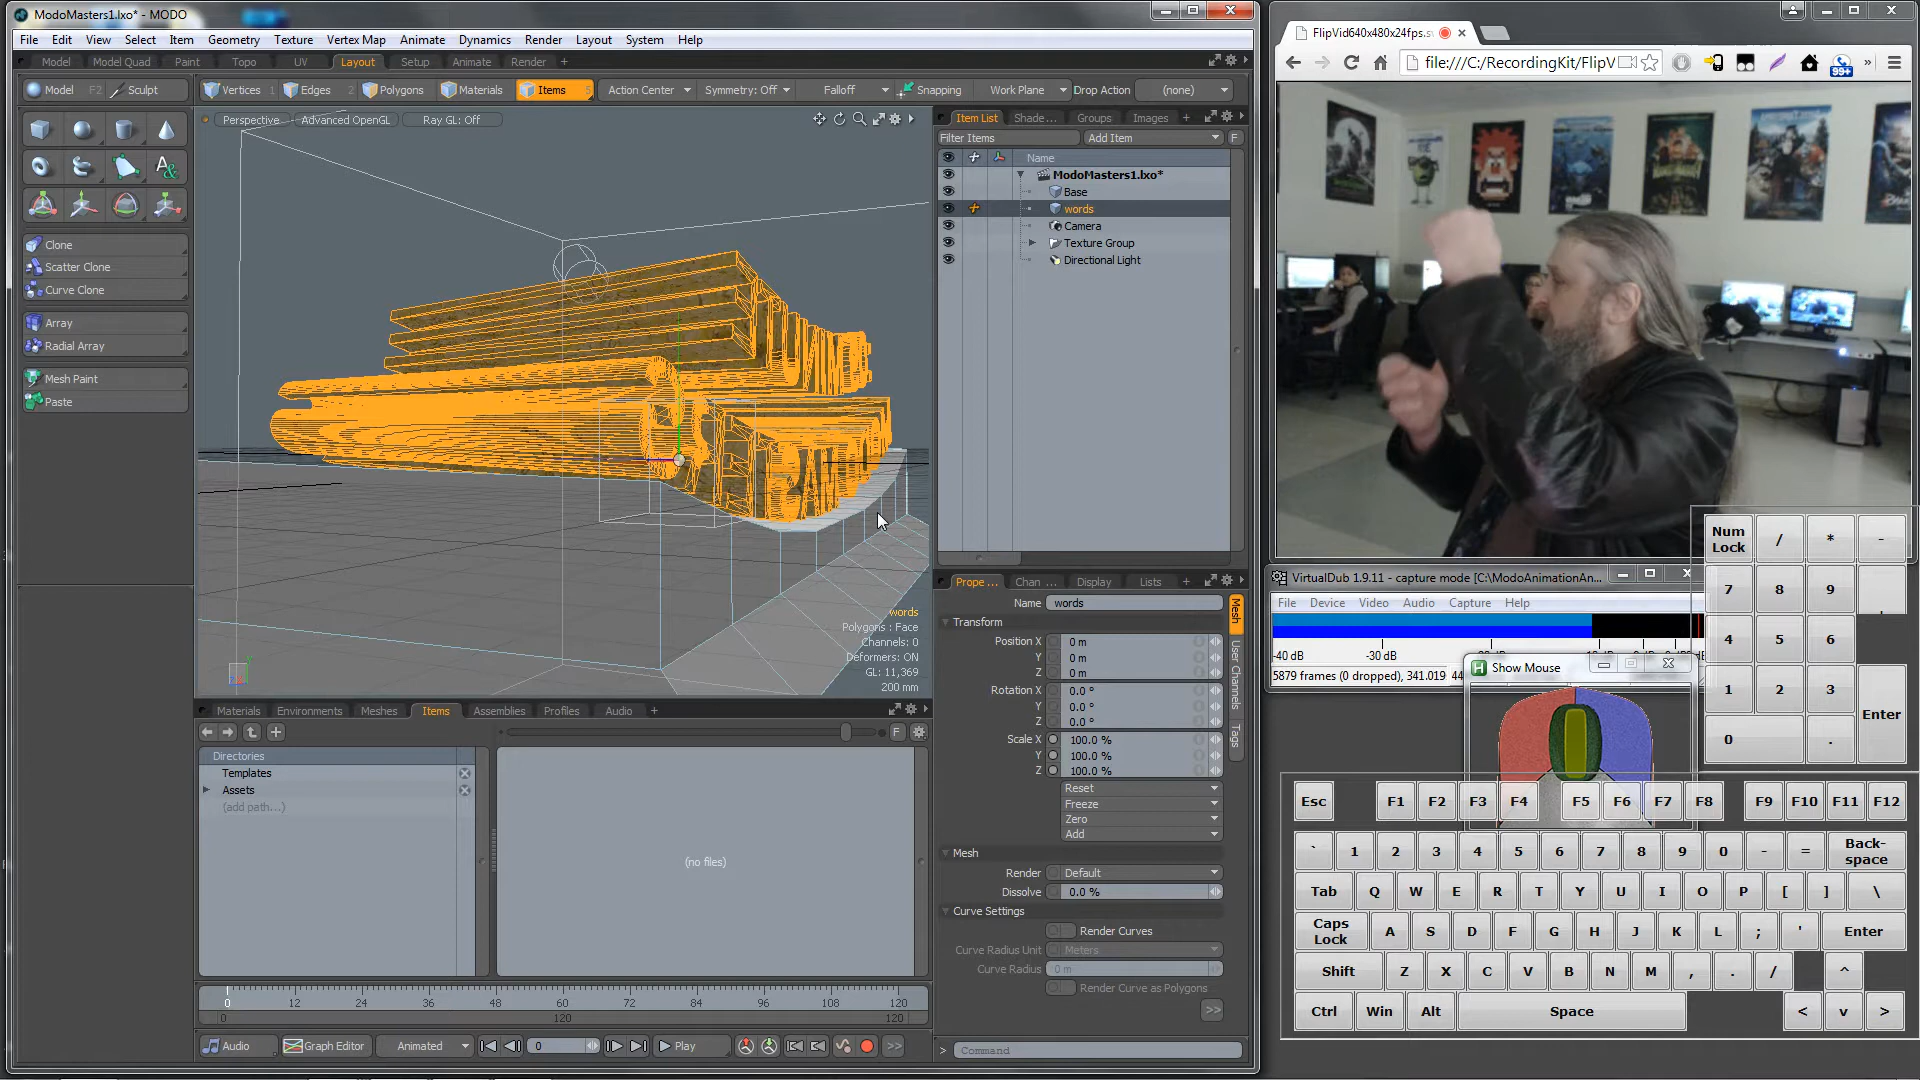 ModoMasters1.lxo* - MODO
File Edit View Select Item Geometry Texture Vertex Map Animate Dynamics Render Layout System Help
Model Model Quad Paint Topo UV Layout Setup Animate Render +
Model F2 Sculpt
Vertices 1 Edges 2 Polygons Materials Items 5 Action Center Symmetry: Off Falloff Snapping Work Plane Drop Action (none)
Perspective Advanced OpenGL Ray GL: Off
Clone
Scatter Clone
Curve Clone
Array
Radial Array
Mesh Paint
Paste
words
Polygons : Face
Channels: 0
Deformers: ON
GL: 11,369
200 mm
Item List Shade ... Groups Images +
Filter Items Add Item F
Name
ModoMasters1.lxo*
Base
words
Camera
Texture Group
Directional Light
Prope ... Chan ... Display Lists +
Name words
Transform
Position X 0 m
Y 0 m
Z 0 m
Rotation X 0.0 °
Y 0.0 °
Z 0.0 °
Scale X 100.0 %
Y 100.0 %
Z 100.0 %
Reset
Freeze
Zero
Add
Mesh
Render Default
Dissolve 0.0 %
Curve Settings
Render Curves
Curve Radius Unit Meters
Curve Radius 0 m
Render Curve as Polygons
>>
Mesh
User Channels
Tags
Materials Environments Meshes Items Assemblies Profiles Audio +
F
Directories
Templates
Assets
(add path...)
(no files)
0 12 24 36 48 60 72 84 96 108 120
0 120 120
Audio Graph Editor Animated 0 Play >>
> Command
FlipVid640x480x24fps.sv
file:///C:/RecordingKit/FlipV
99+
VirtualDub 1.9.11 - capture mode [C:\ModoAnimationAn...
File Device Video Audio Capture Help
-40 dB -30 dB
5879 frames (0 dropped), 341.019
Show Mouse
Num Lock / * -
7 8 9
4 5 6
1 2 3 Enter
0 .
Esc F1 F2 F3 F4 F5 F6 F7 F8 F9 F10 F11 F12
` 1 2 3 4 5 6 7 8 9 0 - = Back-space
Tab Q W E R T Y U I O P [ ] \
Caps Lock A S D F G H J K L ; ' Enter
Shift Z X C V B N M , . / ^
Ctrl Win Alt Space < v >